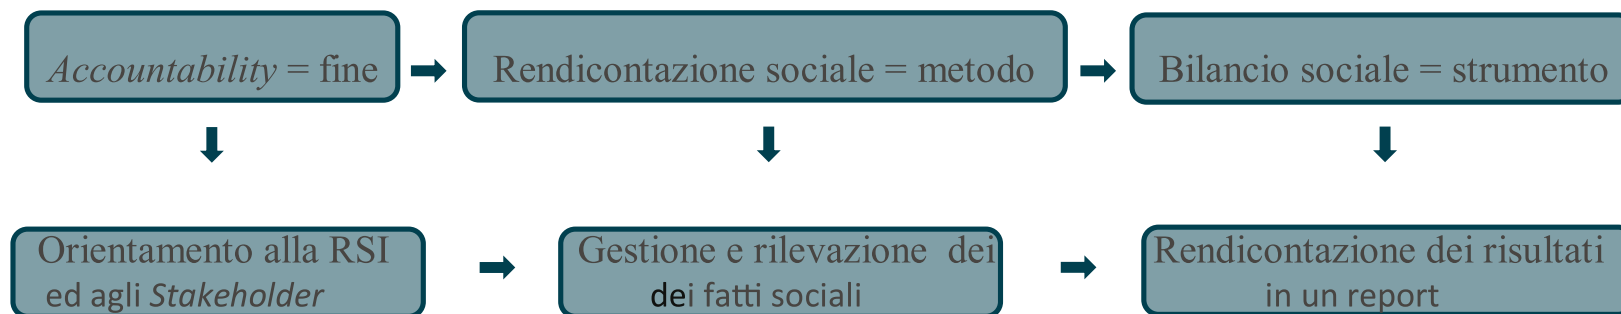 Accountability = fine
Rendicontazione sociale = metodo
Bilancio sociale = strumento
Orientamento alla RSI
ed agli Stakeholder
Gestione e rilevazione dei
dei fatti sociali
Rendicontazione dei risultati
in un report